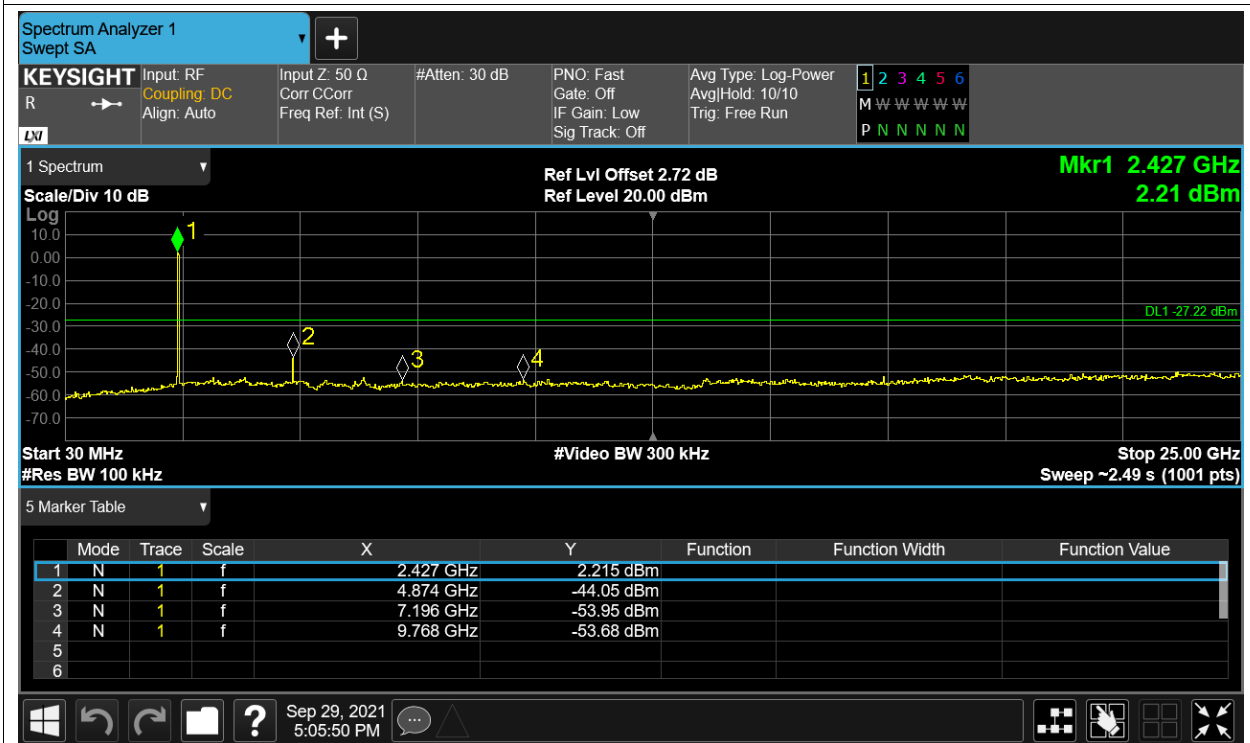 Spectrum Analyzer 1
Swept SA
KEYSIGHT Input: RF Input Z: 50 Ω #Atten: 30 dB PNO: Fast Avg Type: Log-Power 1 2 3 4 5 6
R Coupling: DC Corr CCorr Gate: Off Avg|Hold: 10/10 M W W W W W
Align: Auto Freq Ref: Int (S) IF Gain: Low Trig: Free Run
LXI Sig Track: Off P N N N N N
1 Spectrum Ref Lvl Offset 2.72 dB Mkr1 2.427 GHz
Scale/Div 10 dB Ref Level 20.00 dBm 2.21 dBm
Log
10.0 1
0.00
-10.0
-20.0
DL1 -27.22 dBm
-30.0
2
-40.0
3 4
-50.0
-60.0
-70.0
Start 30 MHz #Video BW 300 kHz Stop 25.00 GHz
#Res BW 100 kHz Sweep ~2.49 s (1001 pts)
5 Marker Table
Mode Trace Scale X Y Function Function Width Function Value
1 N 1 f 2.427 GHz 2.215 dBm
2 N 1 f 4.874 GHz -44.05 dBm
3 N 1 f 7.196 GHz -53.95 dBm
4 N 1 f 9.768 GHz -53.68 dBm
5
6
? Sep 29, 2021
5:05:50 PM